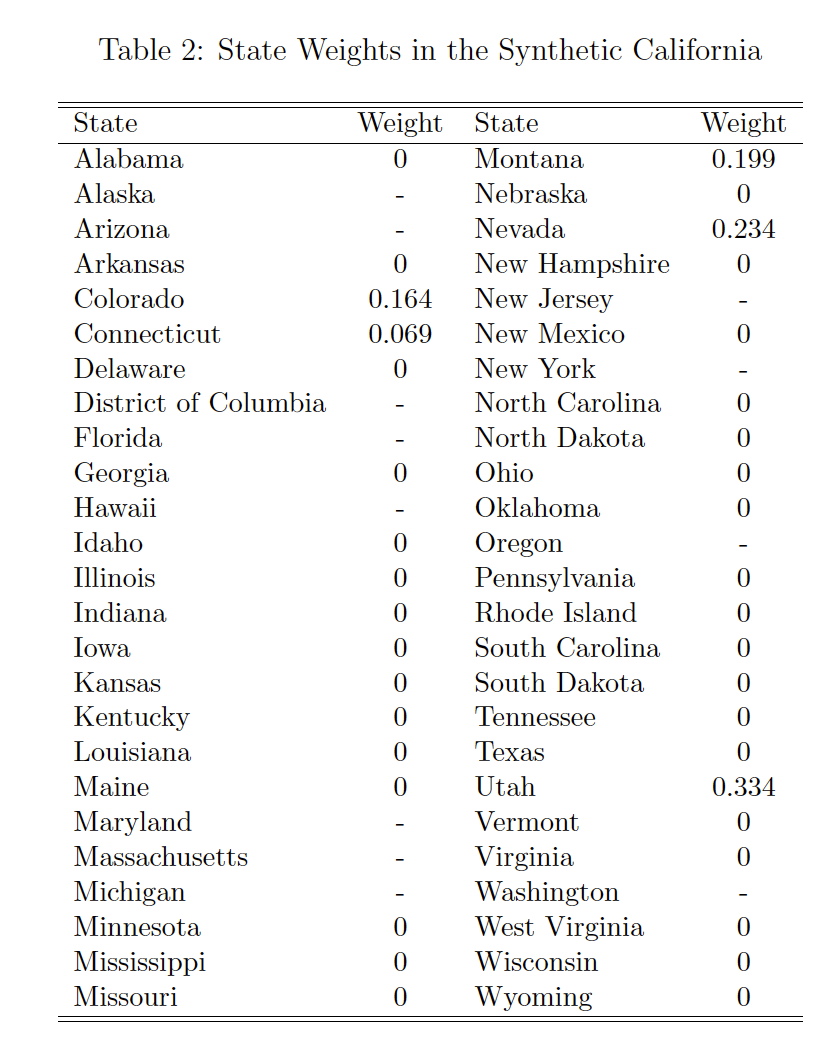 Table 2: State Weights in the Synthetic California
State Weight State Weight
Alabama 0 Montana 0.199
Alaska - Nebraska 0
Arizona - Nevada 0.234
Arkansas 0 New Hampshire 0
Colorado 0.164 New Jersey -
Connecticut 0.069 New Mexico 0
Delaware 0 New York -
District of Columbia - North Carolina 0
Florida - North Dakota 0
Georgia 0 Ohio 0
Hawaii - Oklahoma 0
Idaho 0 Oregon -
Illinois 0 Pennsylvania 0
Indiana 0 Rhode Island 0
Iowa 0 South Carolina 0
Kansas 0 South Dakota 0
Kentucky 0 Tennessee 0
Louisiana 0 Texas 0
Maine 0 Utah 0.334
Maryland - Vermont 0
Massachusetts - Virginia 0
Michigan - Washington -
Minnesota 0 West Virginia 0
Mississippi 0 Wisconsin 0
Missouri 0 Wyoming 0